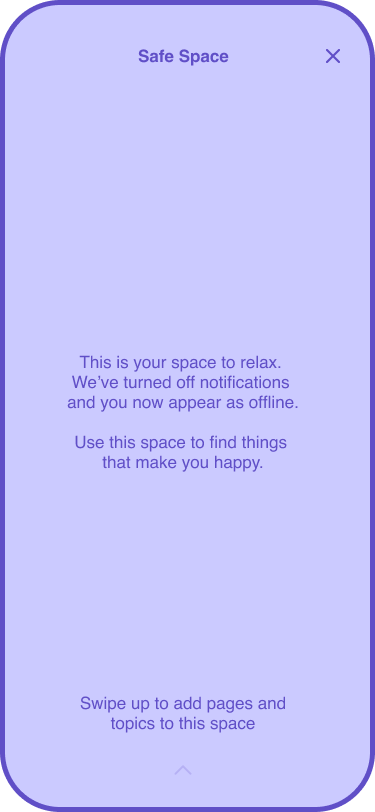 Safe Space
This is your space to relax.
We’ve turned off notifications
and you now appear as offline.
Use this space to find things
that make you happy.
Swipe up to add pages and
topics to this space